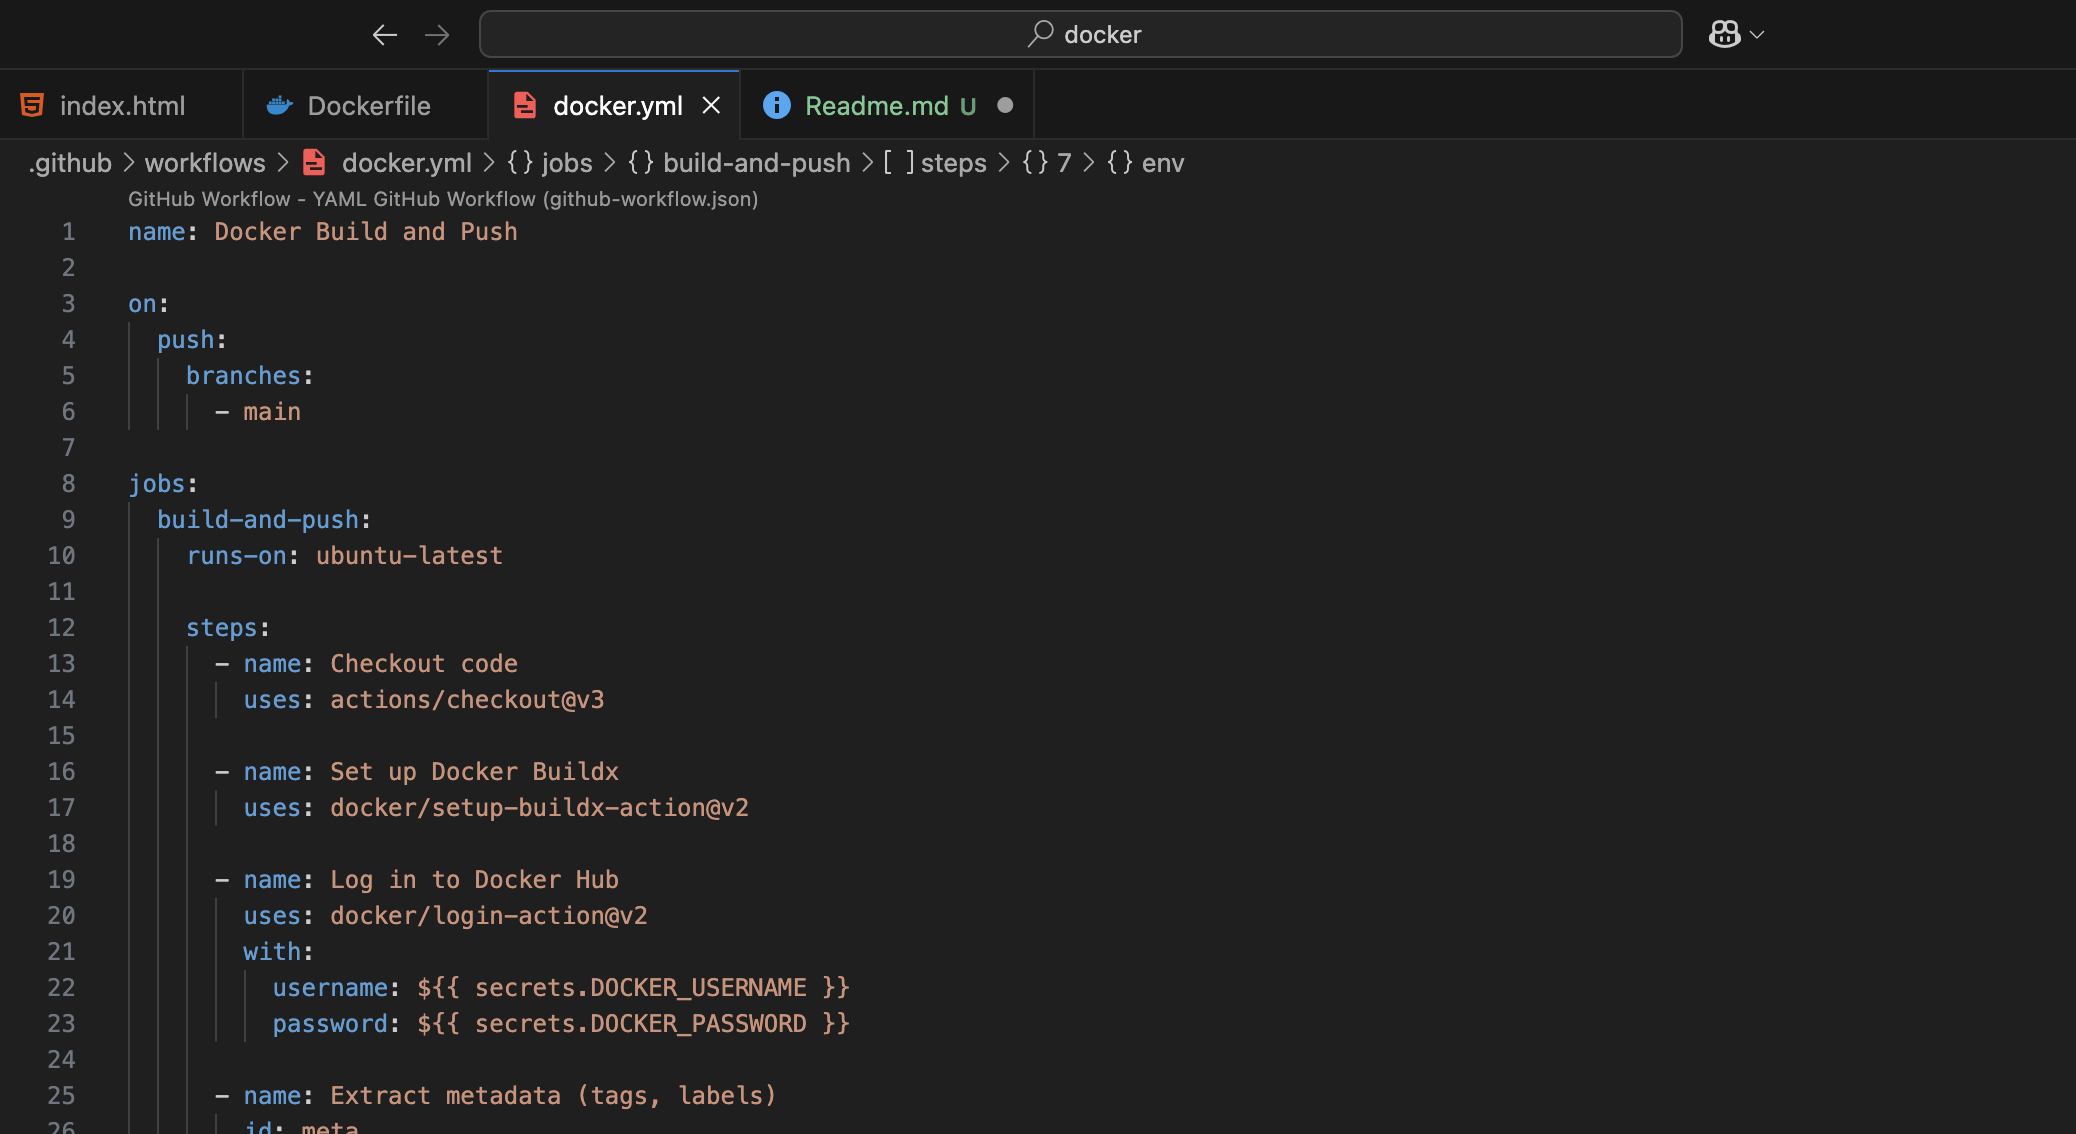 docker
index.html
Dockerfile
docker.yml
Readme.md U
.github > workflows > docker.yml > {} jobs > {} build-and-push > [ ] steps > {} 7 > {} env
GitHub Workflow - YAML GitHub Workflow (github-workflow.json)
1 name: Docker Build and Push
2
3 on:
4   push:
5     branches:
6       - main
7
8 jobs:
9   build-and-push:
10     runs-on: ubuntu-latest
11
12     steps:
13       - name: Checkout code
14         uses: actions/checkout@v3
15
16       - name: Set up Docker Buildx
17         uses: docker/setup-buildx-action@v2
18
19       - name: Log in to Docker Hub
20         uses: docker/login-action@v2
21         with:
22           username: ${{ secrets.DOCKER_USERNAME }}
23           password: ${{ secrets.DOCKER_PASSWORD }}
24
25       - name: Extract metadata (tags, labels)
26         id: meta